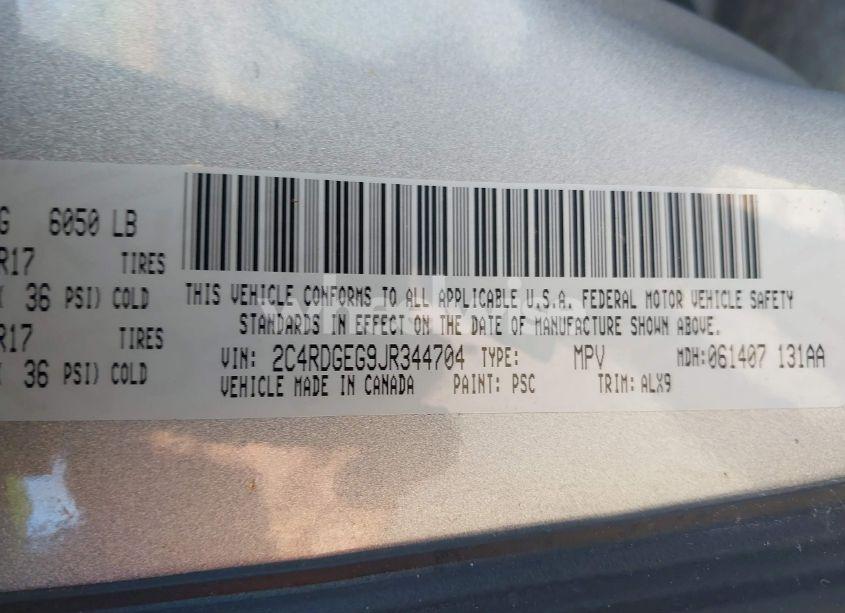 G 6050 LB
R17 TIRES
( 36 PSI) COLD
R17 TIRES
( 36 PSI) COLD
THIS VEHICLE CONFORMS TO ALL APPLICABLE U.S.A. FEDERAL MOTOR VEHICLE SAFETY
STANDARDS IN EFFECT ON THE DATE OF MANUFACTURE SHOWN ABOVE.
VIN: 2C4RDGEG9JR344704 TYPE: MPV MDH:061407 131AA
VEHICLE MADE IN CANADA PAINT: PSC TRIM: ALX9